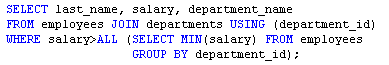 SELECT last_name, salary, department_name
FROM employees JOIN departments USING (department_id)
WHERE salary>ALL (SELECT MIN(salary) FROM employees
GROUP BY department_id);